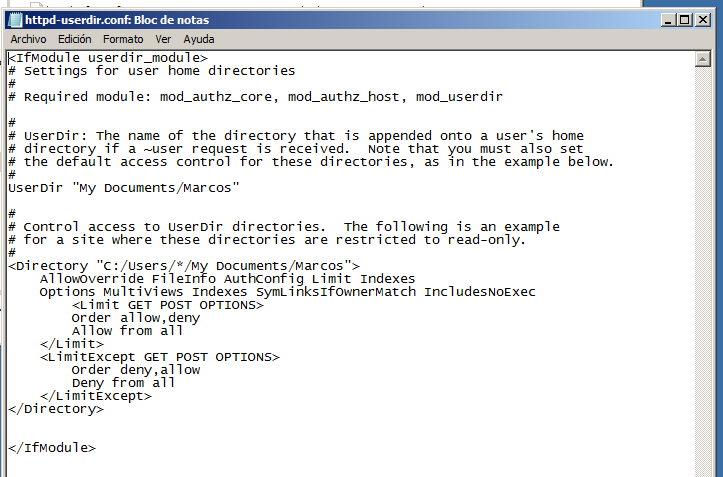 httpd-userdir.conf: Bloc de notas
Archivo Edición Formato Ver Ayuda
<IfModule userdir_module>
# Settings for user home directories
#
# Required module: mod_authz_core, mod_authz_host, mod_userdir

#
# UserDir: The name of the directory that is appended onto a user's home
# directory if a ~user request is received.  Note that you must also set
# the default access control for these directories, as in the example below.
#
UserDir "My Documents/Marcos"

#
# Control access to UserDir directories.  The following is an example
# for a site where these directories are restricted to read-only.
#
<Directory "C:/Users/*/My Documents/Marcos">
    AllowOverride FileInfo AuthConfig Limit Indexes
    Options MultiViews Indexes SymLinksIfOwnerMatch IncludesNoExec
        <Limit GET POST OPTIONS>
        Order allow,deny
        Allow from all
    </Limit>
    <LimitExcept GET POST OPTIONS>
        Order deny,allow
        Deny from all
    </LimitExcept>
</Directory>


</IfModule>